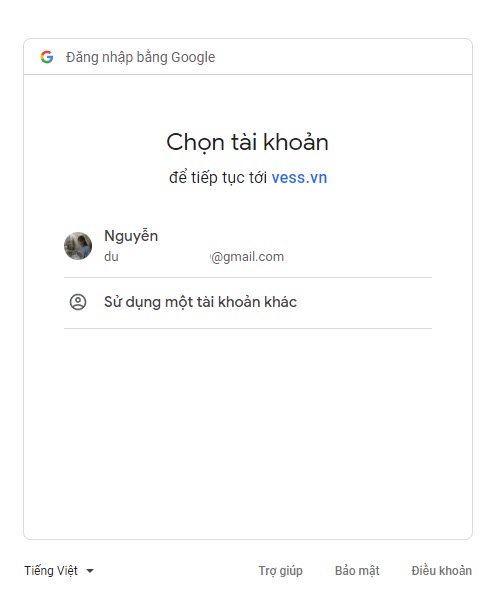 Đăng nhập bằng Google
Chọn tài khoản
để tiếp tục tới vess.vn
Nguyễn
du @gmail.com
Sử dụng một tài khoản khác
Tiếng Việt Trợ giúp Bảo mật Điều khoản